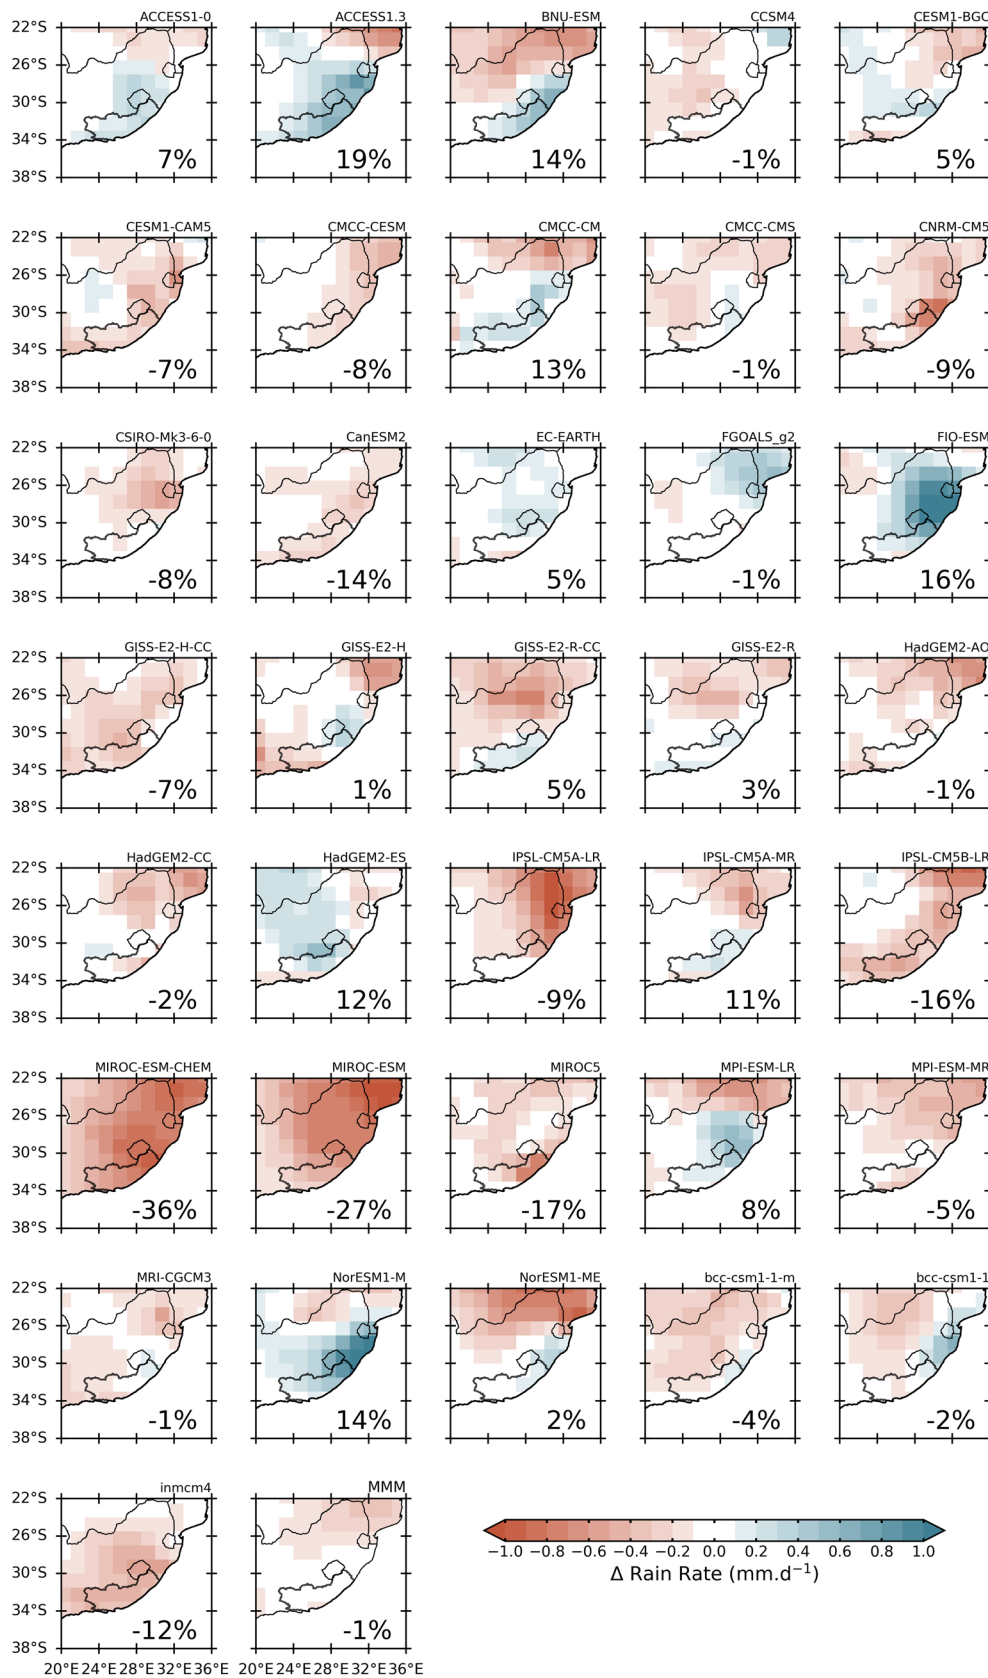 ACCESS1-0 ACCESS1.3 BNU-ESM CCSM4 CESM1-BGC
22°S
26°S
30°S
34°S
38°S
7% 19% 14% -1% 5%
CESM1-CAM5 CMCC-CESM CMCC-CM CMCC-CMS CNRM-CM5
22°S
26°S
30°S
34°S
38°S
-7% -8% 13% -1% -9%
CSIRO-Mk3-6-0 CanESM2 EC-EARTH FGOALS_g2 FIO-ESM
22°S
26°S
30°S
34°S
38°S
-8% -14% 5% -1% 16%
GISS-E2-H-CC GISS-E2-H GISS-E2-R-CC GISS-E2-R HadGEM2-AO
22°S
26°S
30°S
34°S
38°S
-7% 1% 5% 3% -1%
HadGEM2-CC HadGEM2-ES IPSL-CM5A-LR IPSL-CM5A-MR IPSL-CM5B-LR
22°S
26°S
30°S
34°S
38°S
-2% 12% -9% 11% -16%
MIROC-ESM-CHEM MIROC-ESM MIROC5 MPI-ESM-LR MPI-ESM-MR
22°S
26°S
30°S
34°S
38°S
-36% -27% -17% 8% -5%
MRI-CGCM3 NorESM1-M NorESM1-ME bcc-csm1-1-m bcc-csm1-1
22°S
26°S
30°S
34°S
38°S
-1% 14% 2% -4% -2%
inmcm4 MMM
22°S
26°S
30°S
34°S
38°S
-12% -1%
20°E 24°E 28°E 32°E 36°E 20°E 24°E 28°E 32°E 36°E
−1.0 −0.8 −0.6 −0.4 −0.2 0.0 0.2 0.4 0.6 0.8 1.0
Δ Rain Rate (mm.d⁻¹)